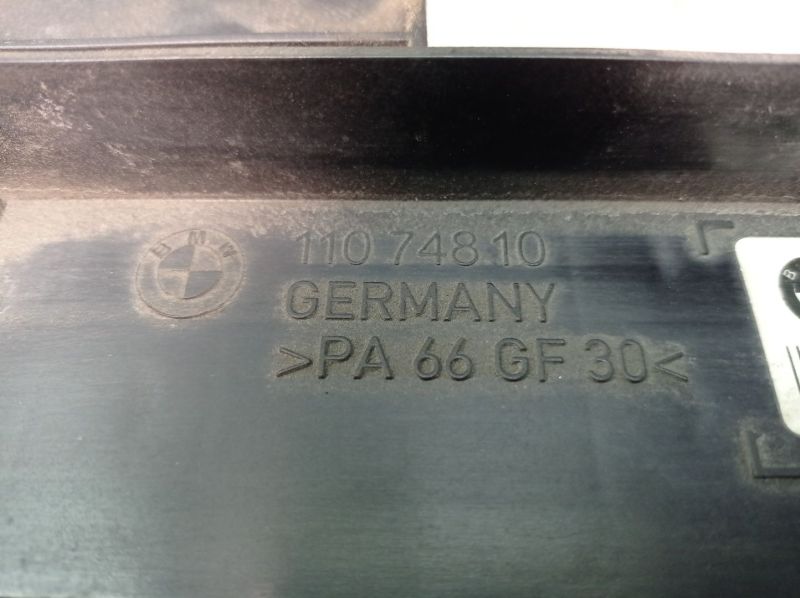 BMW
110 748 10
GERMANY
>PA 66 GF 30<
B